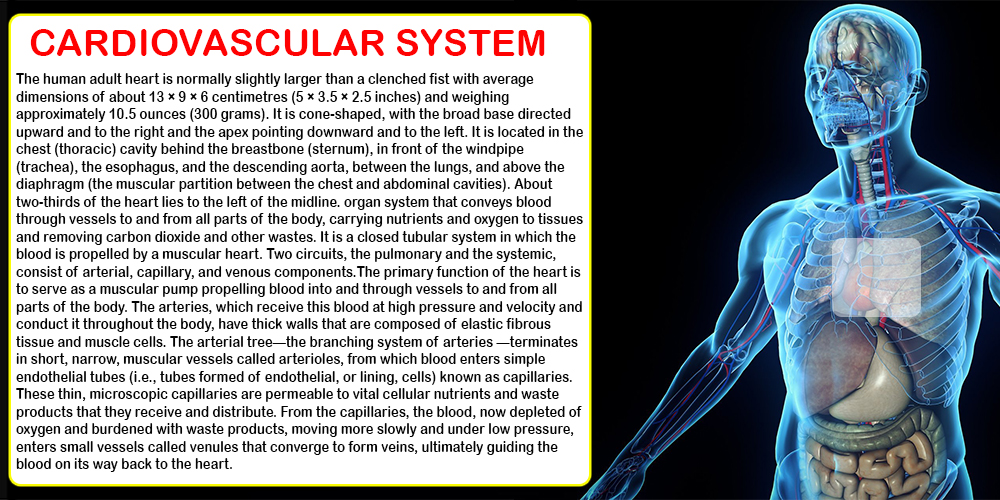 CARDIOVASCULAR SYSTEM
The human adult heart is normally slightly larger than a clenched fist with average
dimensions of about 13 × 9 × 6 centimetres (5 × 3.5 × 2.5 inches) and weighing
approximately 10.5 ounces (300 grams). It is cone-shaped, with the broad base directed
upward and to the right and the apex pointing downward and to the left. It is located in the
chest (thoracic) cavity behind the breastbone (sternum), in front of the windpipe
(trachea), the esophagus, and the descending aorta, between the lungs, and above the
diaphragm (the muscular partition between the chest and abdominal cavities). About
two-thirds of the heart lies to the left of the midline. organ system that conveys blood
through vessels to and from all parts of the body, carrying nutrients and oxygen to tissues
and removing carbon dioxide and other wastes. It is a closed tubular system in which the
blood is propelled by a muscular heart. Two circuits, the pulmonary and the systemic,
consist of arterial, capillary, and venous components.The primary function of the heart is
to serve as a muscular pump propelling blood into and through vessels to and from all
parts of the body. The arteries, which receive this blood at high pressure and velocity and
conduct it throughout the body, have thick walls that are composed of elastic fibrous
tissue and muscle cells. The arterial tree—the branching system of arteries —terminates
in short, narrow, muscular vessels called arterioles, from which blood enters simple
endothelial tubes (i.e., tubes formed of endothelial, or lining, cells) known as capillaries.
These thin, microscopic capillaries are permeable to vital cellular nutrients and waste
products that they receive and distribute. From the capillaries, the blood, now depleted of
oxygen and burdened with waste products, moving more slowly and under low pressure,
enters small vessels called venules that converge to form veins, ultimately guiding the
blood on its way back to the heart.